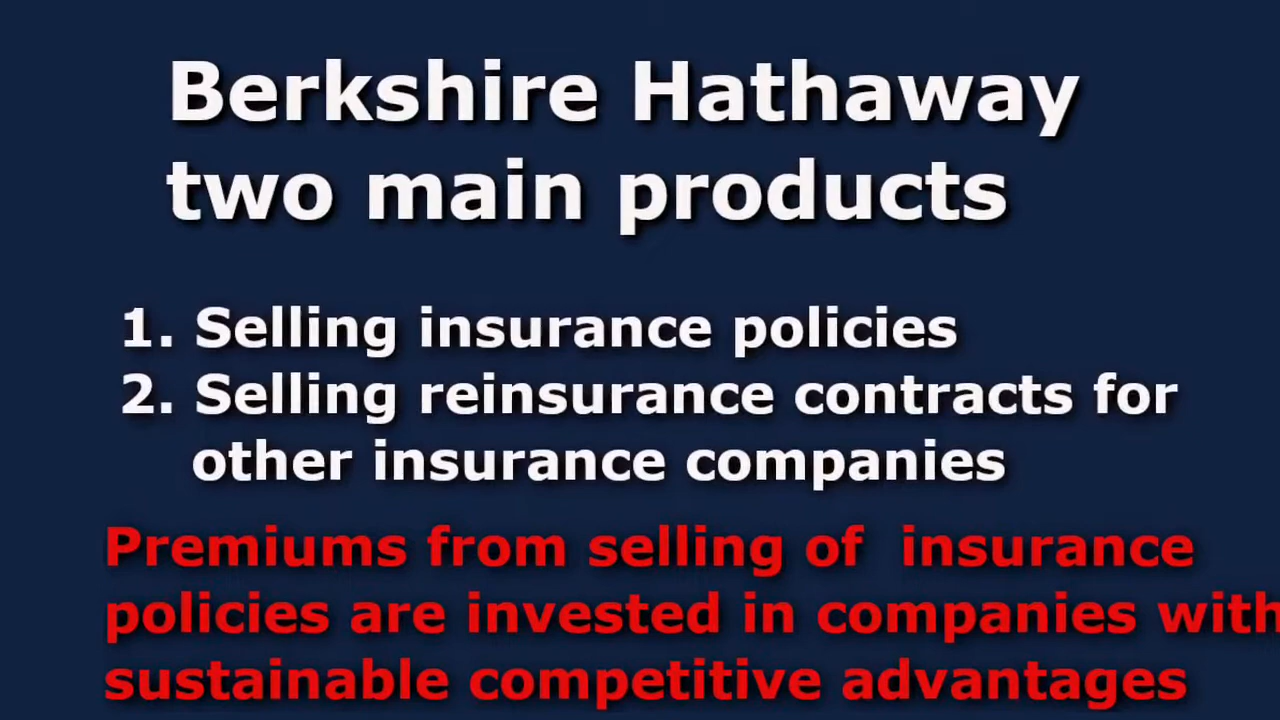 Berkshire Hathaway
two main products
1. Selling insurance policies
2. Selling reinsurance contracts for
other insurance companies
Premiums from selling of insurance
policies are invested in companies with
sustainable competitive advantages